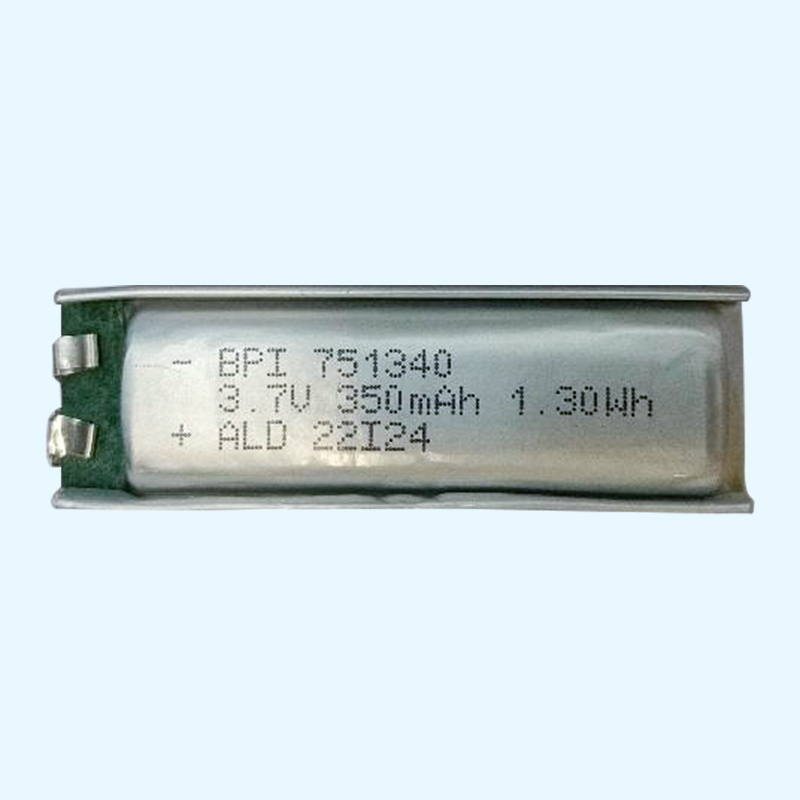 - BPI 751340
3.7V 350mAh 1.30Wh
+ ALD 22I24